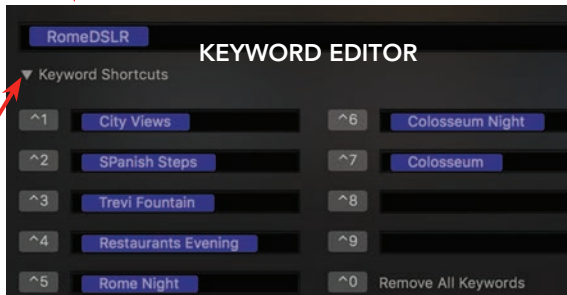 RomeDSLR
KEYWORD EDITOR
▼ Keyword Shortcuts
^1 City Views ^6 Colosseum Night
^2 SPanish Steps ^7 Colosseum
^3 Trevi Fountain ^8
^4 Restaurants Evening ^9
^5 Rome Night ^0 Remove All Keywords